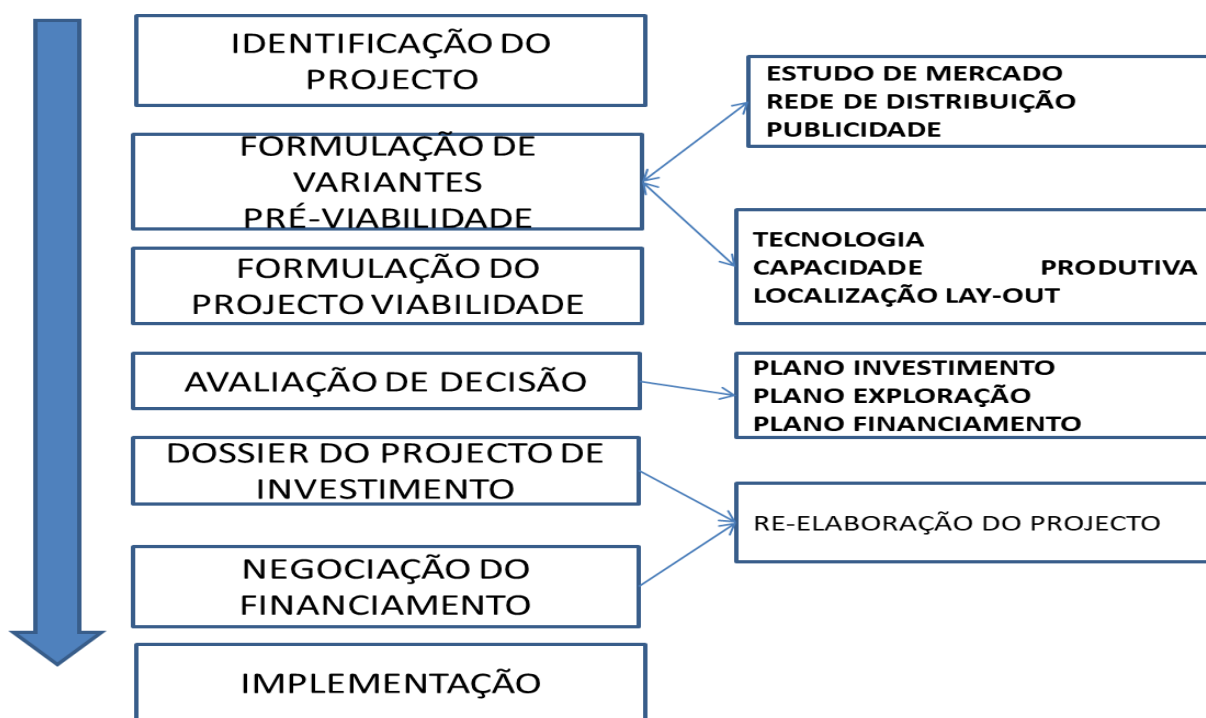 IDENTIFICAÇÃO DO
PROJECTO
FORMULAÇÃO DE
VARIANTES
PRÉ-VIABILIDADE
FORMULAÇÃO DO
PROJECTO VIABILIDADE
AVALIAÇÃO DE DECISÃO
DOSSIER DO PROJECTO DE
INVESTIMENTO
NEGOCIAÇÃO DO
FINANCIAMENTO
IMPLEMENTAÇÃO
ESTUDO DE MERCADO
REDE DE DISTRIBUIÇÃO
PUBLICIDADE
TECNOLOGIA
CAPACIDADE PRODUTIVA
LOCALIZAÇÃO LAY-OUT
PLANO INVESTIMENTO
PLANO EXPLORAÇÃO
PLANO FINANCIAMENTO
RE-ELABORAÇÃO DO PROJECTO